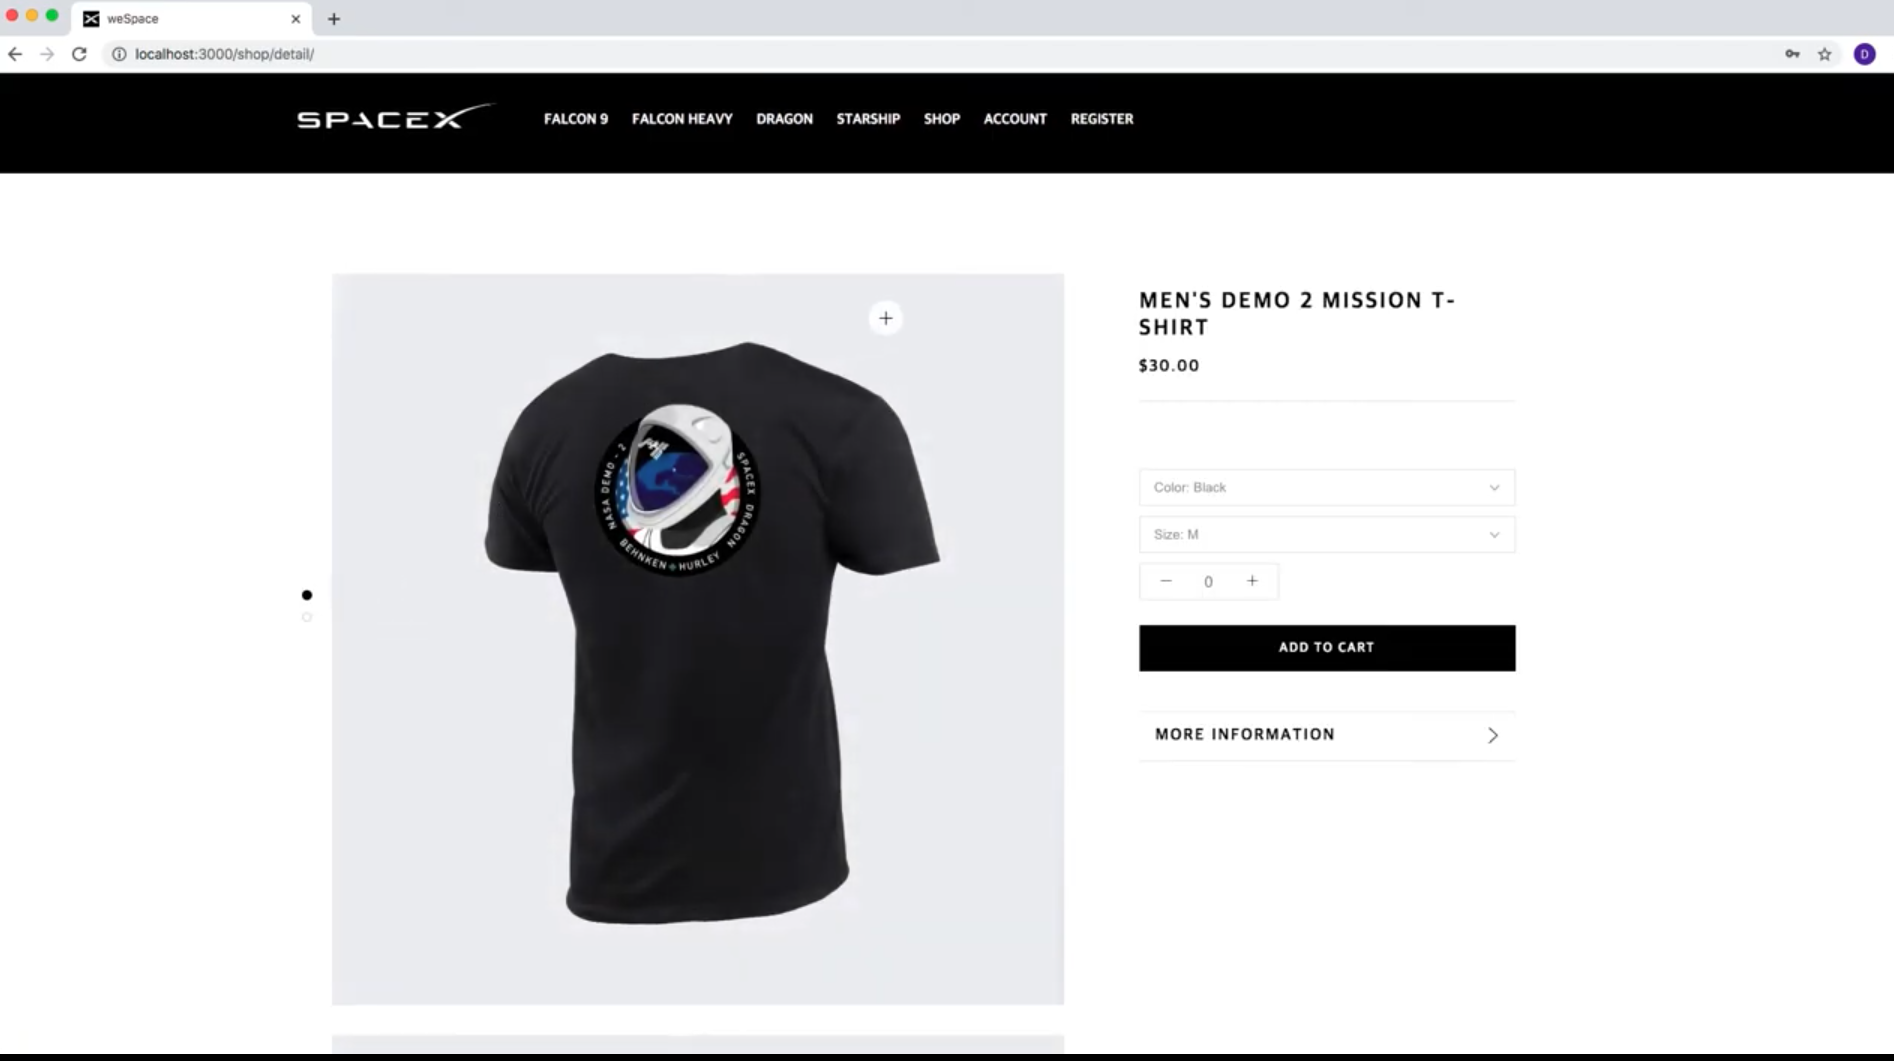 weSpace
localhost:3000/shop/detail/
D
SPACEX
FALCON 9 FALCON HEAVY DRAGON STARSHIP SHOP ACCOUNT REGISTER
MEN'S DEMO 2 MISSION T-
SHIRT
$30.00
NASA DEMO - 2
SPACEX DRAGON
BEHNKEN HURLEY
Color: Black
Size: M
− 0 +
ADD TO CART
MORE INFORMATION